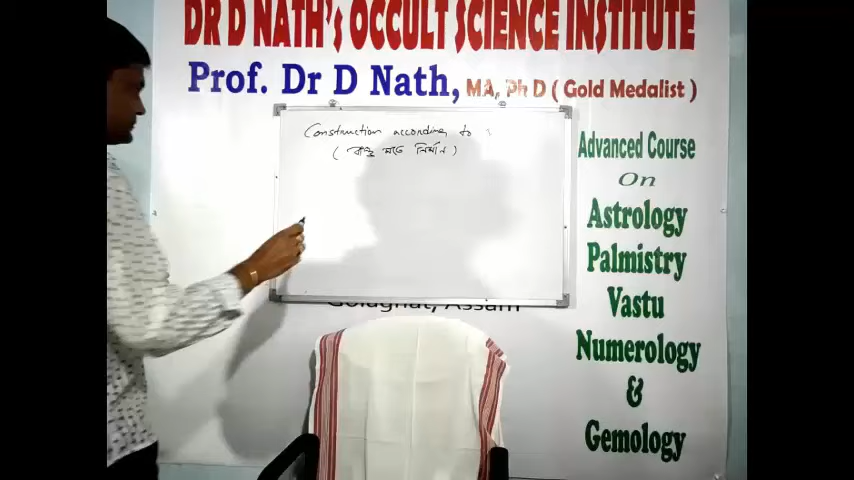 DR D NATH's OCCULT SCIENCE INSTITUTE
Prof. Dr D Nath, MA, Ph D ( Gold Medalist )
Construction according to
( বাস্তু মতে নিৰ্মান )
Advanced Course
On
Astrology
Palmistry
Vastu
Numerology
&
Gemology
Golaghat, Assam